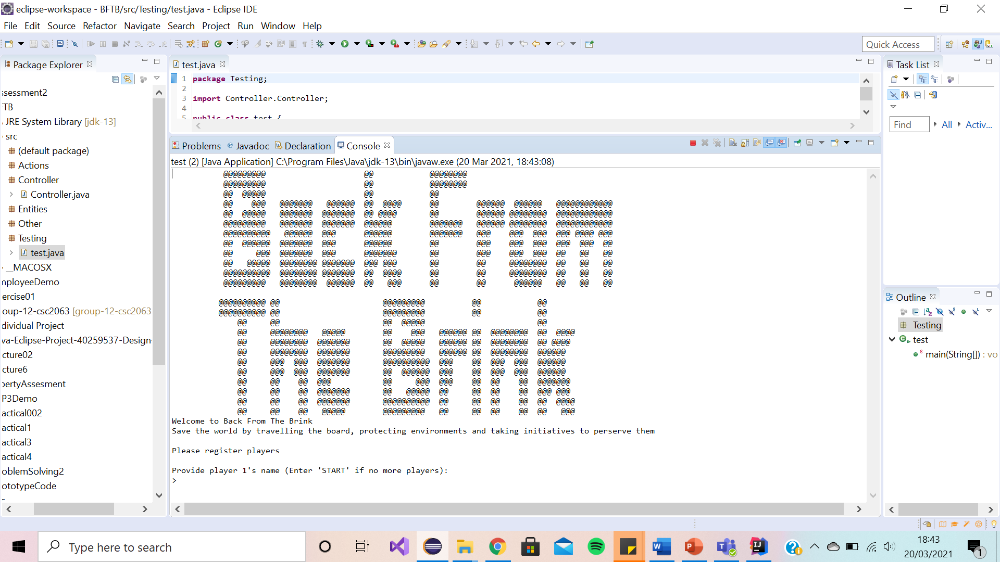 eclipse-workspace - BFTB/src/Testing/test.java - Eclipse IDE
File Edit Source Refactor Navigate Search Project Run Window Help
Quick Access
Package Explorer
ssessment2
FTB
JRE System Library [jdk-13]
src
(default package)
Actions
Controller
Controller.java
Entities
Other
Testing
test.java
__MACOSX
mployeeDemo
ercise01
oup-12-csc2063 [group-12-csc2063
dividual Project
va-Eclipse-Project-40259537-Design-
cture02
cture6
pertyAssesment
P3Demo
actical002
actical1
actical3
actical4
oblemSolving2
ototypeCode
test.java
1 package Testing;
2
3 import Controller.Controller;
4
5 public class test {
Problems Javadoc Declaration Console
test (2) [Java Application] C:\Program Files\Java\jdk-13\bin\javaw.exe (20 Mar 2021, 18:43:08)
Back From
The Brink
Welcome to Back From The Brink
Save the world by travelling the board, protecting environments and taking initiatives to perserve them
Please register players
Provide player 1's name (Enter 'START' if no more players):
>
Task List
Find All Activ...
Outline
Testing
test
main(String[]) : vo
Type here to search
18:43
20/03/2021
1